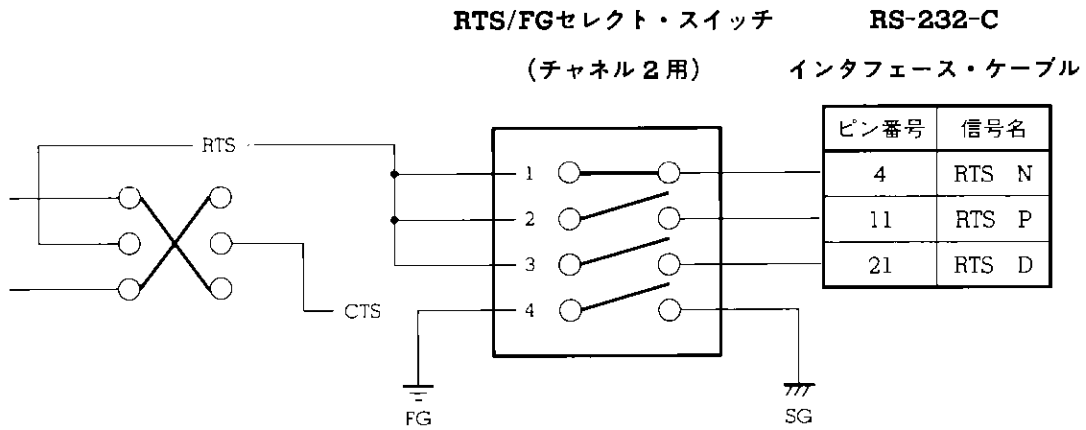 RTS/FGセレクト・スイッチ
(チャネル2用)
RS-232-C
インタフェース・ケーブル
ピン番号 信号名
4 RTS N
11 RTS P
21 RTS D
RTS
1
2
3
4
CTS
FG
SG